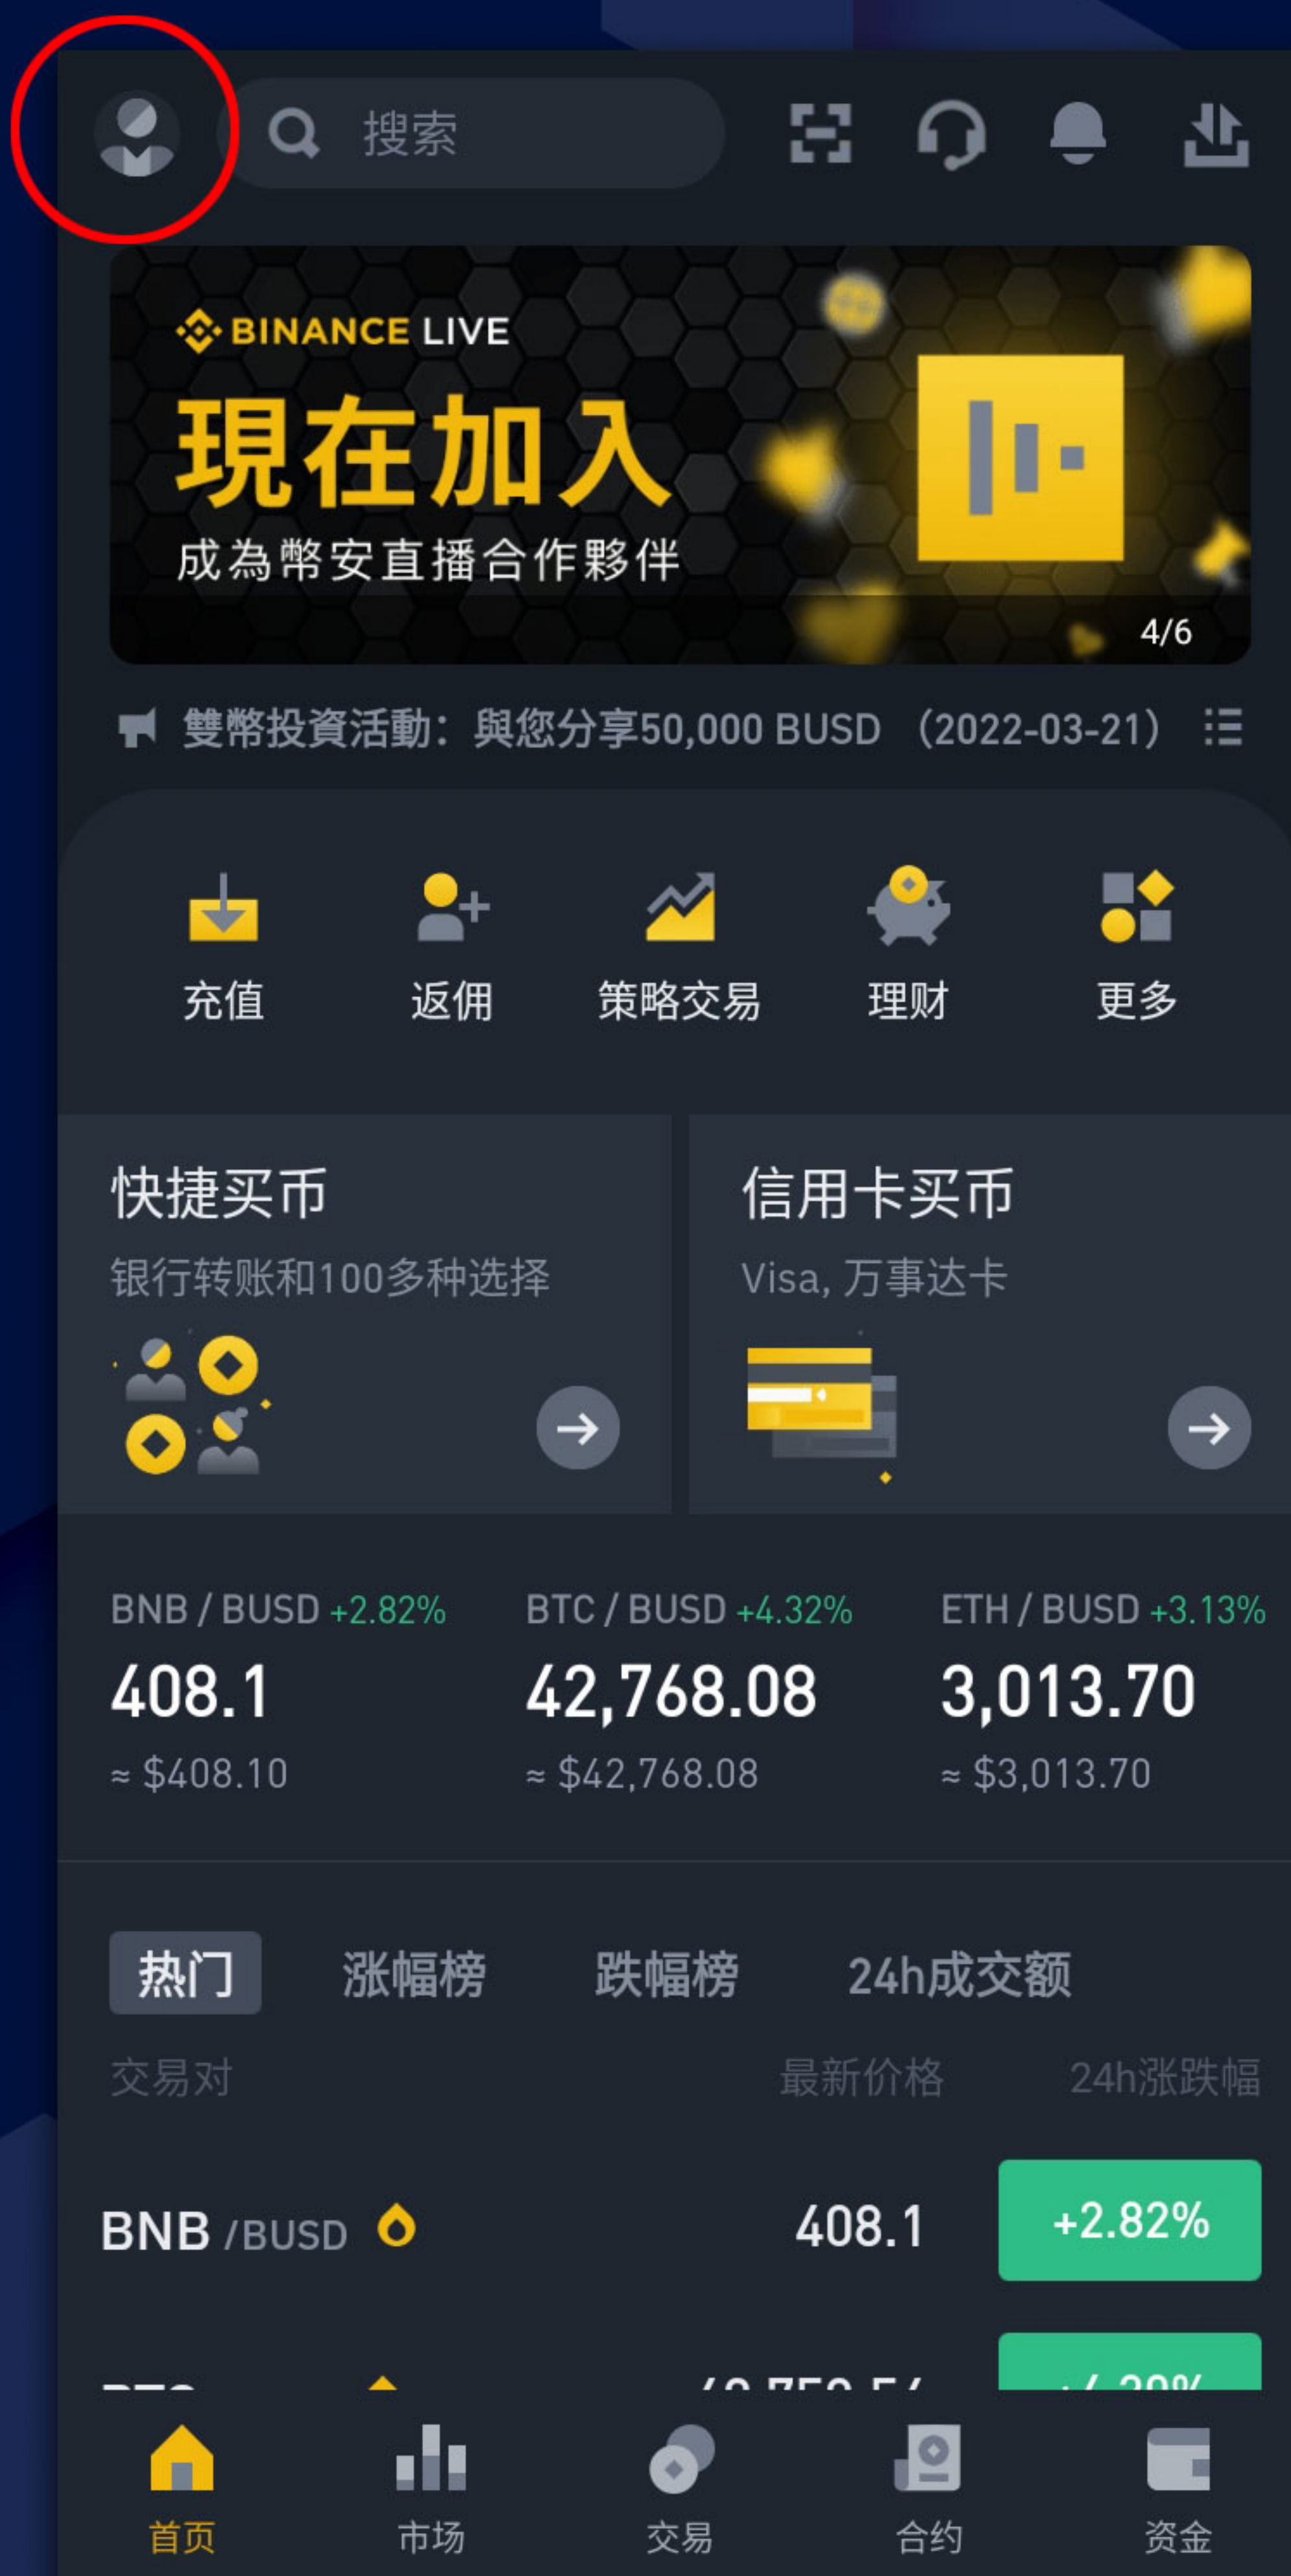 搜索
BINANCE LIVE
現在加入
成為幣安直播合作夥伴
4/6
雙幣投資活動：與您分享50,000 BUSD （2022-03-21）
充值 返佣 策略交易 理财 更多
快捷买币 信用卡买币
银行转账和100多种选择 Visa, 万事达卡
BNB / BUSD +2.82% BTC / BUSD +4.32% ETH / BUSD +3.13%
408.1 42,768.08 3,013.70
≈ $408.10 ≈ $42,768.08 ≈ $3,013.70
热门 涨幅榜 跌幅榜 24h成交额
交易对 最新价格 24h涨跌幅
BNB /BUSD 408.1 +2.82%
首页 市场 交易 合约 资金